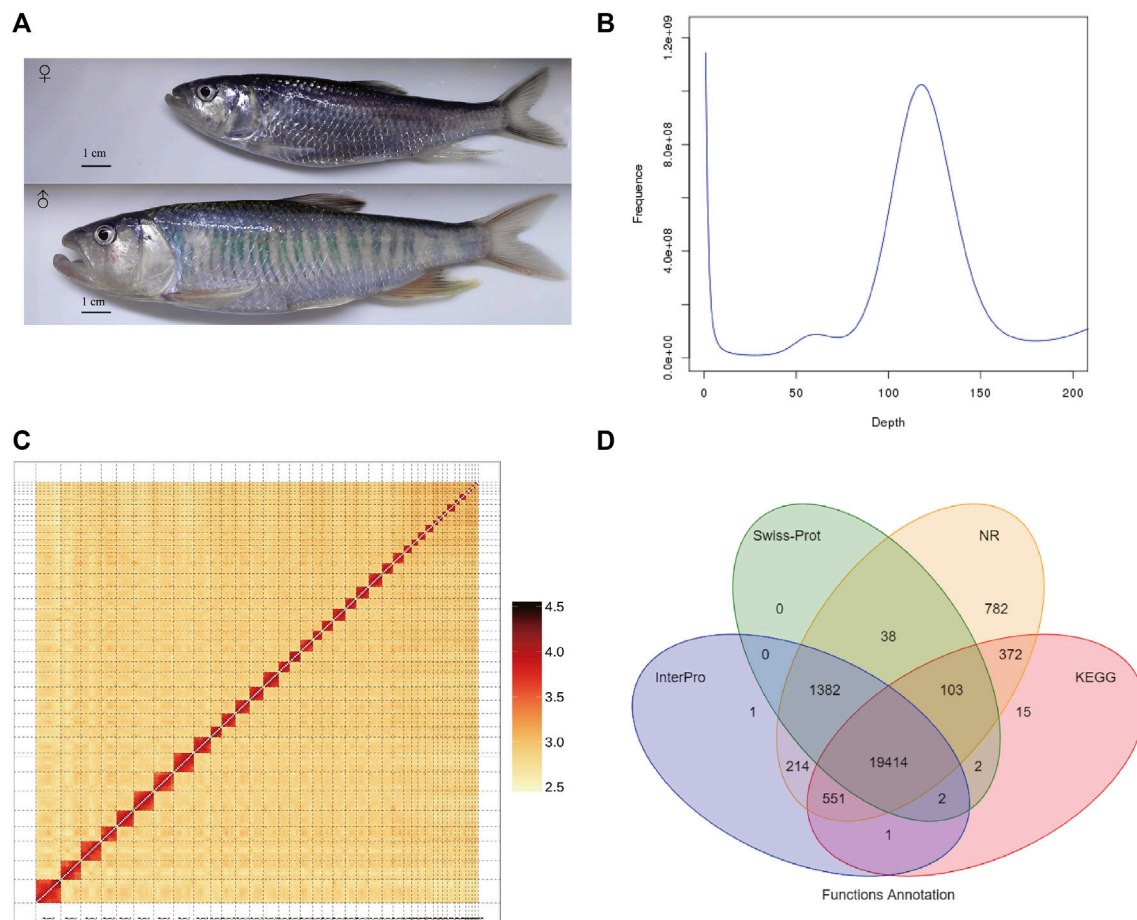 A
♀
1 cm
♂
1 cm
B
Frequence
1.2e+09
8.0e+08
4.0e+08
0.0e+00
0 50 100 150 200
Depth
C
4.5
4.0
3.5
3.0
2.5
D
Swiss-Prot NR
0 782
38
0 372
InterPro KEGG
1382 103
1 15
19414
214 2
551 2
1
Functions Annotation